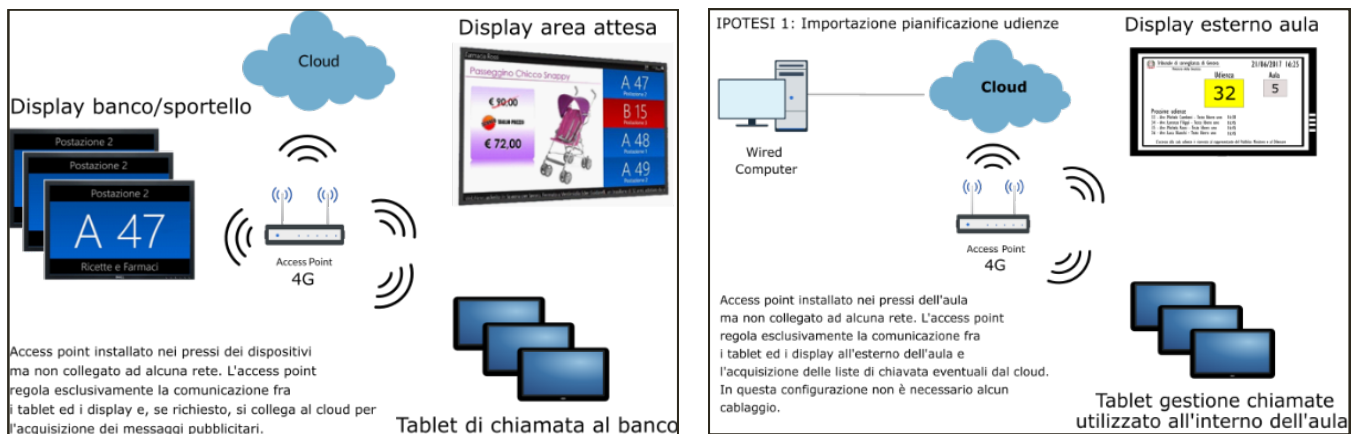 Display area attesa
Cloud
Passeggino Chicco Snappy
€ 90,00
€ 72,00
A 47
B 15
A 48
A 49
Display banco/sportello
Postazione 2
Postazione 2
Postazione 2
A 47
Ricette e Farmaci
Access Point
4G
Access point installato nei pressi dei dispositivi
ma non collegato ad alcuna rete. L'access point
regola esclusivamente la comunicazione fra
i tablet ed i display e, se richiesto, si collega al cloud per
l'acquisizione dei messaggi pubblicitari.
Tablet di chiamata al banco
IPOTESI 1: Importazione pianificazione udienze
Display esterno aula
Cloud
Wired
Computer
21/06/2017 16:25
Udienza
Aula
32
5
Prossime udienze
Access Point
4G
Access point installato nei pressi dell'aula
ma non collegato ad alcuna rete. L'access point
regola esclusivamente la comunicazione fra
i tablet ed i display all'esterno dell'aula e
l'acquisizione delle liste di chiavata eventuali dal cloud.
In questa configurazione non è necessario alcun
cablaggio.
Tablet gestione chiamate
utilizzato all'interno dell'aula